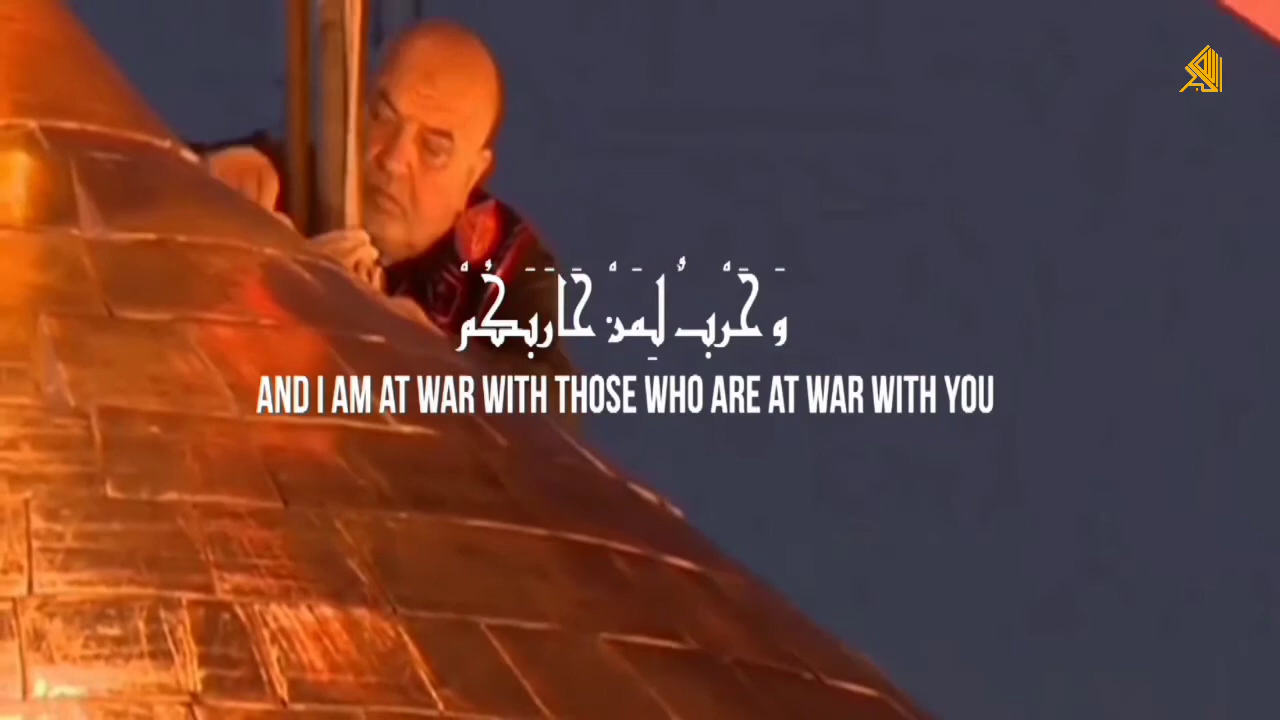 وَ حَرْبٌ لِمَنْ حَارَبَكُمْ
AND I AM AT WAR WITH THOSE WHO ARE AT WAR WITH YOU